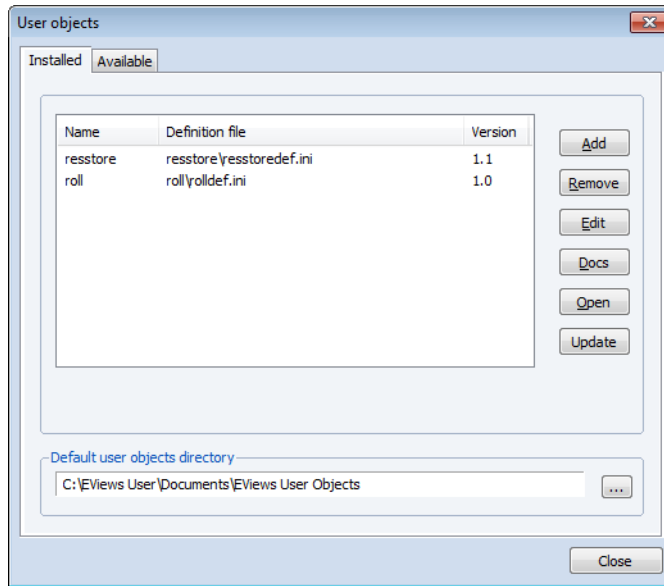 User objects
Installed Available
Name Definition file Version
resstore resstore\resstoredef.ini 1.1
roll roll\rolldef.ini 1.0
Add
Remove
Edit
Docs
Open
Update
Default user objects directory
C:\EViews User\Documents\EViews User Objects
...
Close